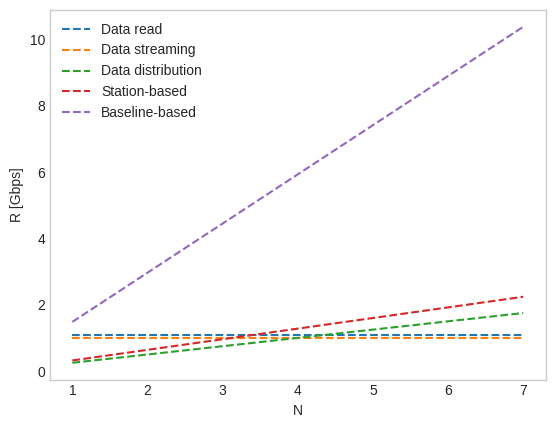 10
8
6
4
2
0
R [Gbps]
Data read
Data streaming
Data distribution
Station-based
Baseline-based
1 2 3 4 5 6 7
N